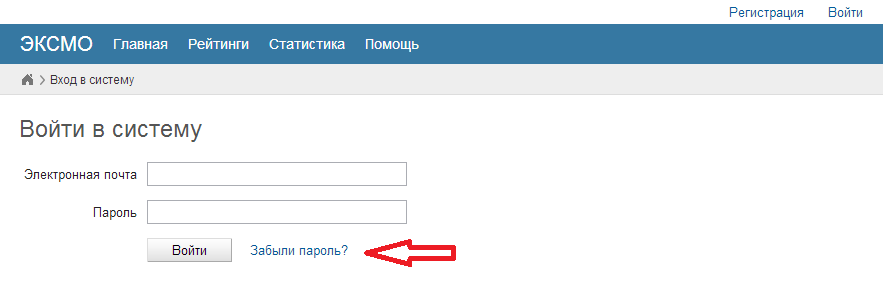 Регистрация Войти
ЭКСМО Главная Рейтинги Статистика Помощь
Вход в систему
Войти в систему
Электронная почта
Пароль
Войти Забыли пароль?